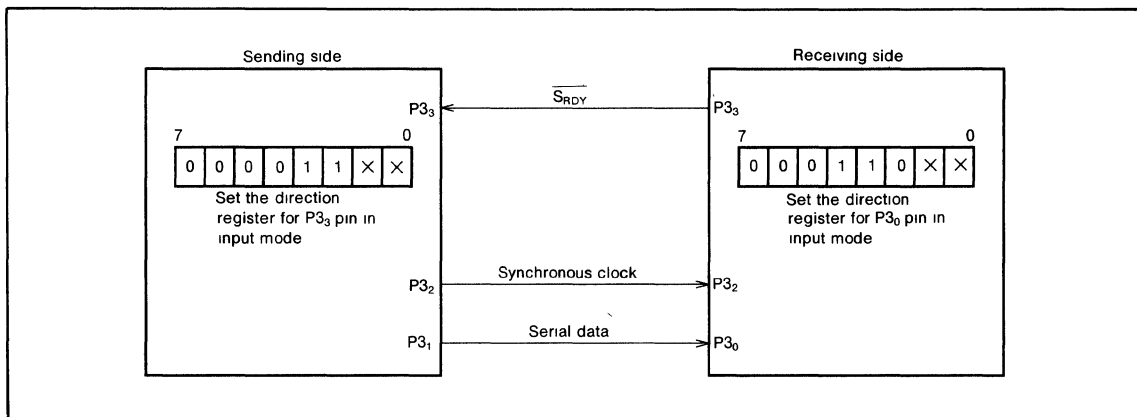 Sending side
Receiving side
P3₃
S̅R̅D̅Y̅
P3₃
7 0
0 0 0 0 1 1 × ×
Set the direction
register for P3₃ pin in
input mode
7 0
0 0 0 1 1 0 × ×
Set the direction
register for P3₀ pin in
input mode
P3₂
Synchronous clock
P3₂
P3₁
Serial data
P3₀